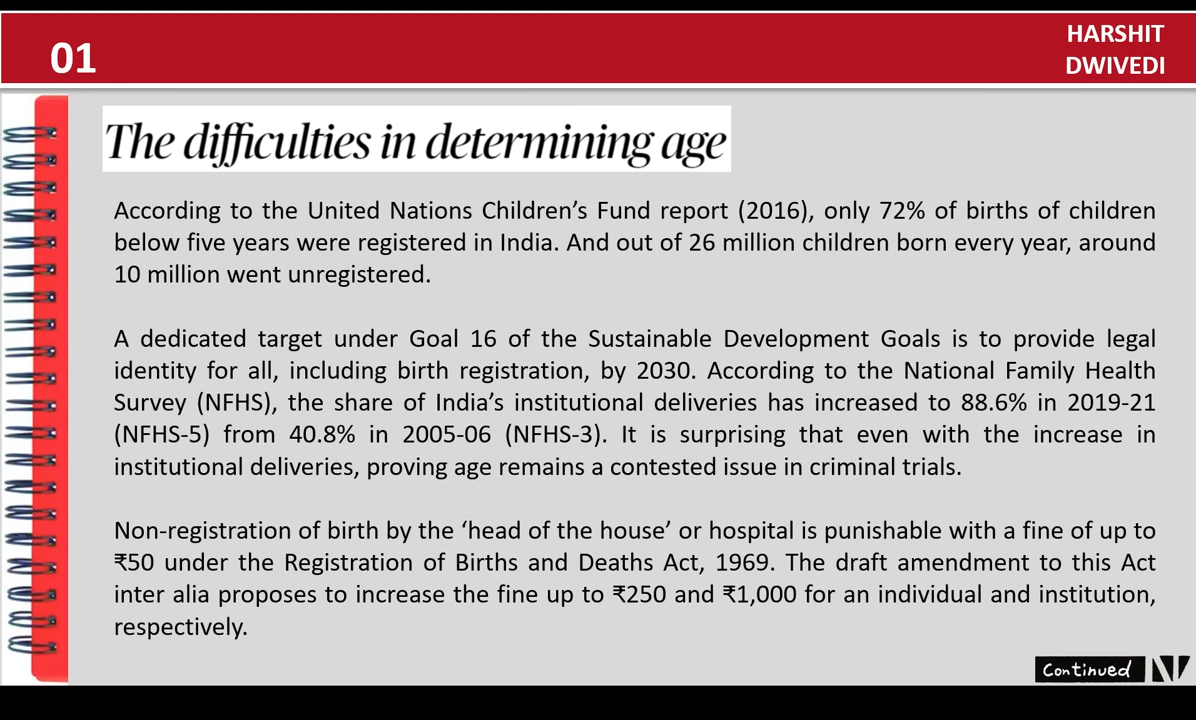 01
HARSHIT
DWIVEDI
The difficulties in determining age
According to the United Nations Children’s Fund report (2016), only 72% of births of children
below five years were registered in India. And out of 26 million children born every year, around
10 million went unregistered.
A dedicated target under Goal 16 of the Sustainable Development Goals is to provide legal
identity for all, including birth registration, by 2030. According to the National Family Health
Survey (NFHS), the share of India’s institutional deliveries has increased to 88.6% in 2019-21
(NFHS-5) from 40.8% in 2005-06 (NFHS-3). It is surprising that even with the increase in
institutional deliveries, proving age remains a contested issue in criminal trials.
Non-registration of birth by the ‘head of the house’ or hospital is punishable with a fine of up to
₹50 under the Registration of Births and Deaths Act, 1969. The draft amendment to this Act
inter alia proposes to increase the fine up to ₹250 and ₹1,000 for an individual and institution,
respectively.
Continued